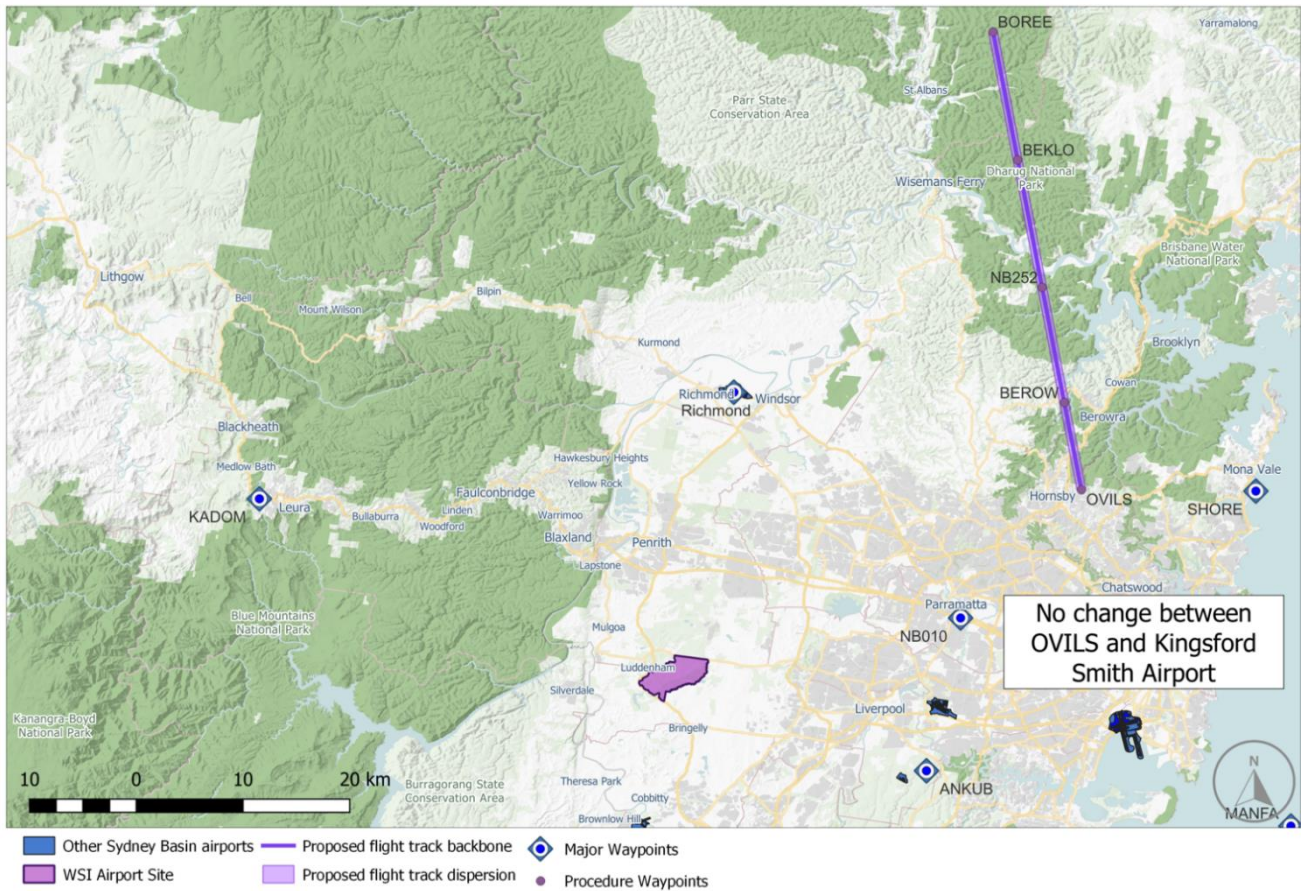 BOREE
Yarramalong
St Albans
Parr State
Conservation Area
BEKLO
Dharug National
Park
Wisemans Ferry
Brisbane Water
National Park
Lithgow
Bell
NB252
Bilpin
Mount Wilson
Kurmond
Brooklyn
Cowan
Richmond
Windsor
BEROW
Richmond
Berowra
Blackheath
Hawkesbury Heights
Medlow Bath
Mona Vale
Yellow Rock
Faulconbridge
Hornsby
OVILS
Leura
Linden
SHORE
KADOM
Bullaburra
Warrimoo
Woodford
Blaxland
Penrith
Lapstone
Chatswood
Parramatta
Blue Mountains
National Park
Mulgoa
NB010
No change between
OVILS and Kingsford
Smith Airport
Luddenham
Silverdale
Liverpool
Kanangra-Boyd
National Park
Bringelly
N
10 0 20 km
Burragorang State
Conservation Area
Theresa Park
ANKUB
Cobbitty
MANFA
Brownlow Hill
Other Sydney Basin airports
Proposed flight track backbone
Major Waypoints
WSI Airport Site
Proposed flight track dispersion
Procedure Waypoints